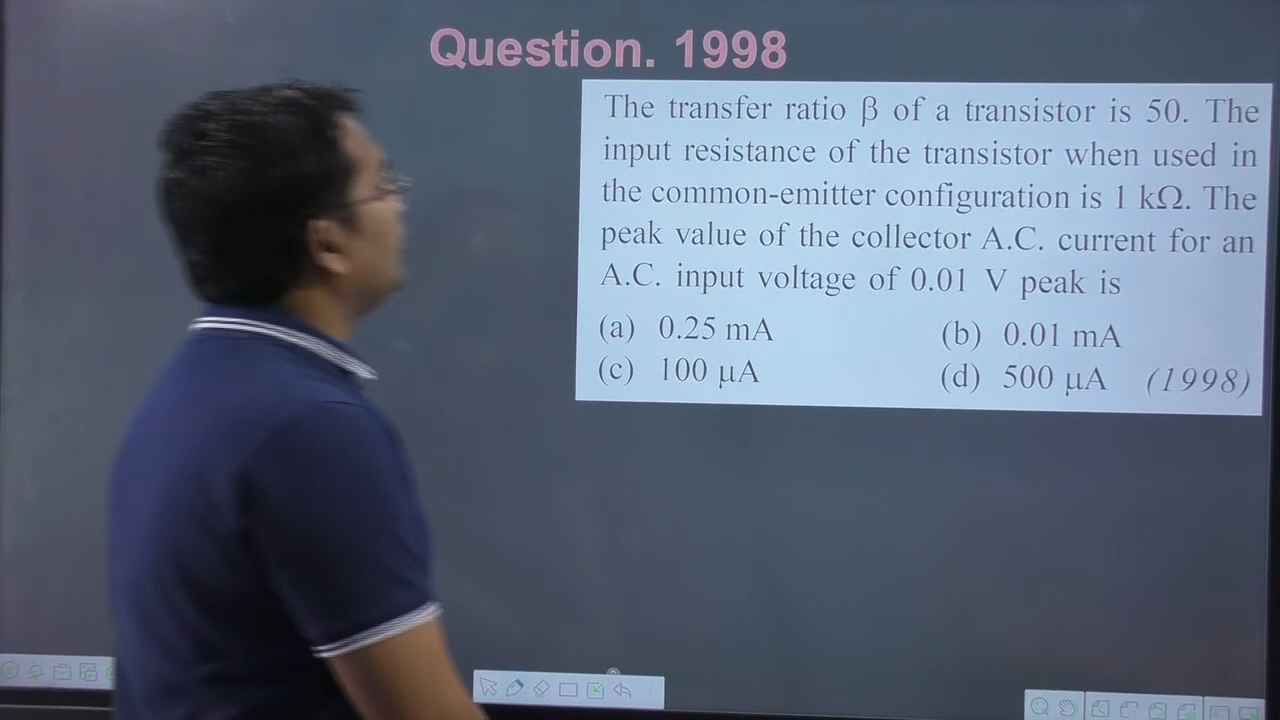 Question. 1998
The transfer ratio β of a transistor is 50. The
input resistance of the transistor when used in
the common-emitter configuration is 1 kΩ. The
peak value of the collector A.C. current for an
A.C. input voltage of 0.01 V peak is
(a) 0.25 mA (b) 0.01 mA
(c) 100 μA (d) 500 μA (1998)